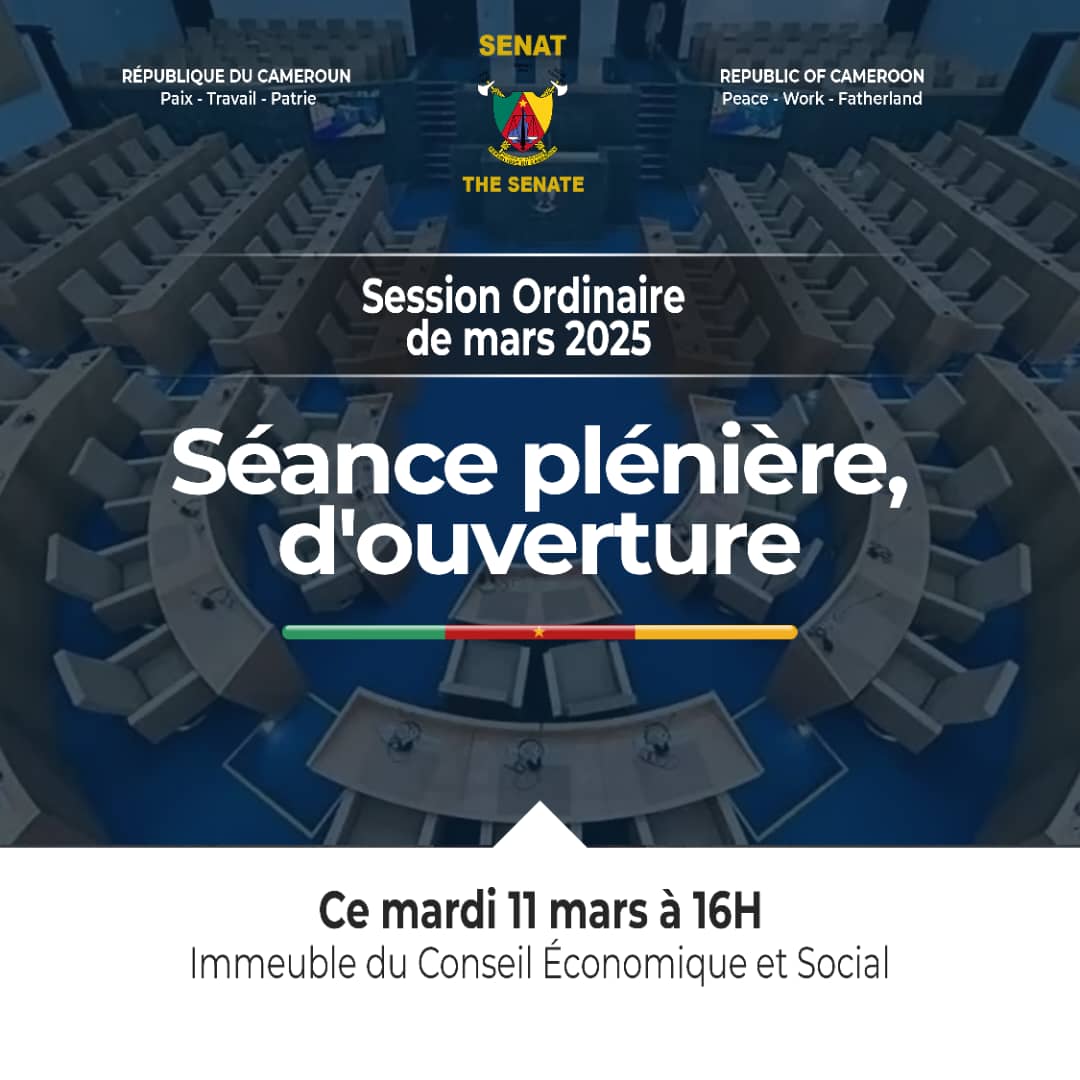 SENAT
RÉPUBLIQUE DU CAMEROUN
Paix - Travail - Patrie
REPUBLIC OF CAMEROON
Peace - Work - Fatherland
THE SENATE
Session Ordinaire
de mars 2025
Séance plénière,
d'ouverture
Ce mardi 11 mars à 16H
Immeuble du Conseil Économique et Social